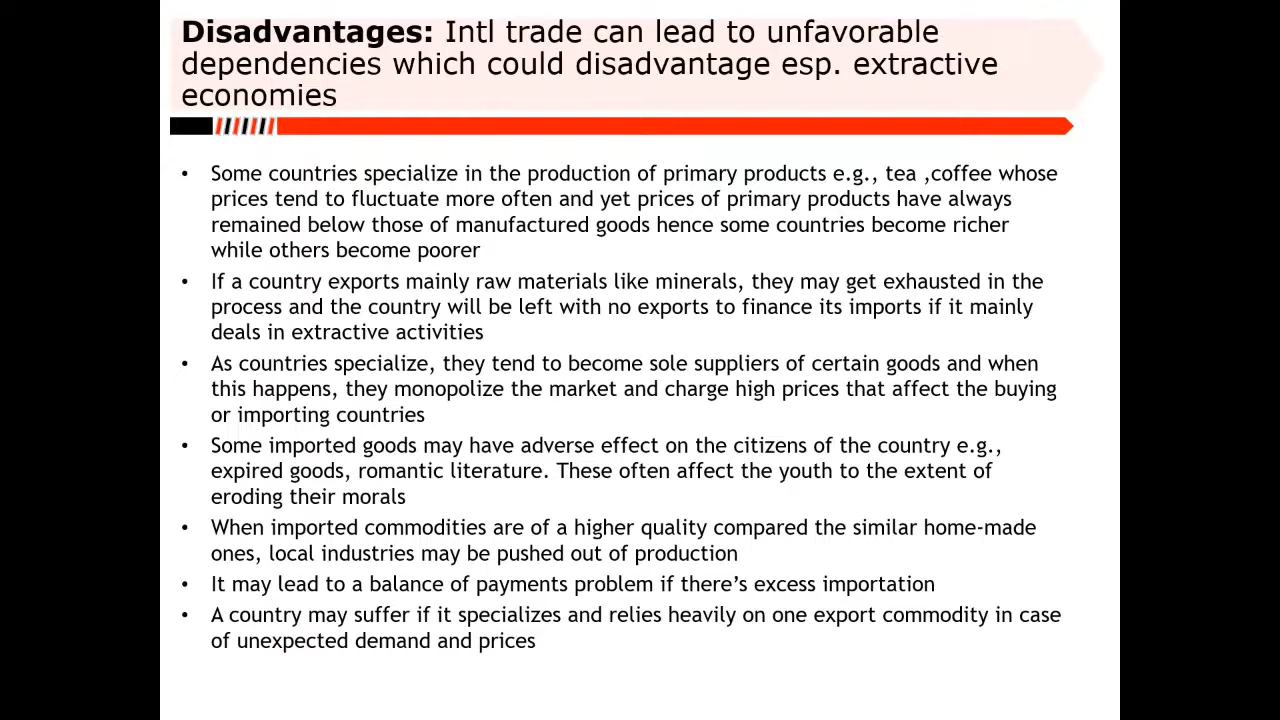 Disadvantages: Intl trade can lead to unfavorable
dependencies which could disadvantage esp. extractive
economies
• Some countries specialize in the production of primary products e.g., tea ,coffee whose
prices tend to fluctuate more often and yet prices of primary products have always
remained below those of manufactured goods hence some countries become richer
while others become poorer
• If a country exports mainly raw materials like minerals, they may get exhausted in the
process and the country will be left with no exports to finance its imports if it mainly
deals in extractive activities
• As countries specialize, they tend to become sole suppliers of certain goods and when
this happens, they monopolize the market and charge high prices that affect the buying
or importing countries
• Some imported goods may have adverse effect on the citizens of the country e.g.,
expired goods, romantic literature. These often affect the youth to the extent of
eroding their morals
• When imported commodities are of a higher quality compared the similar home-made
ones, local industries may be pushed out of production
• It may lead to a balance of payments problem if there’s excess importation
• A country may suffer if it specializes and relies heavily on one export commodity in case
of unexpected demand and prices